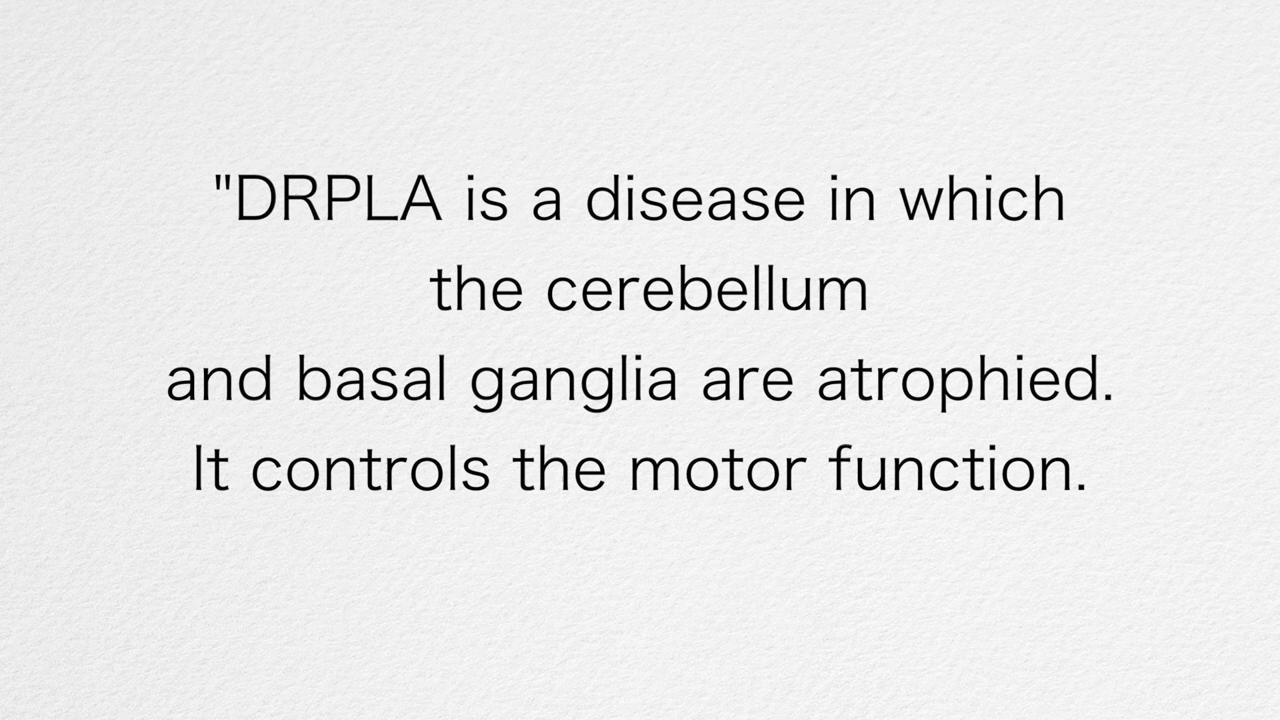 "DRPLA is a disease in which
the cerebellum
and basal ganglia are atrophied.
It controls the motor function.